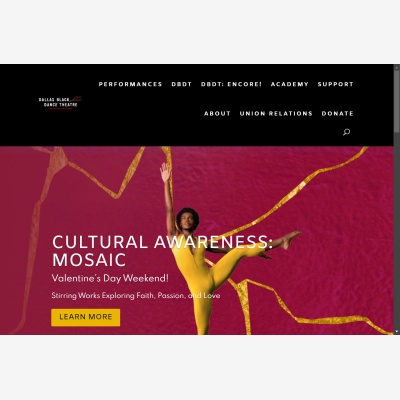 PERFORMANCES DBDT DBDT: ENCORE! ACADEMY SUPPORT
DALLAS BLACK
DANCE THEATRE
ABOUT UNION RELATIONS DONATE
CULTURAL AWARENESS:
MOSAIC
Valentine's Day Weekend!
Stirring Works Exploring Faith, Passion, and Love
LEARN MORE